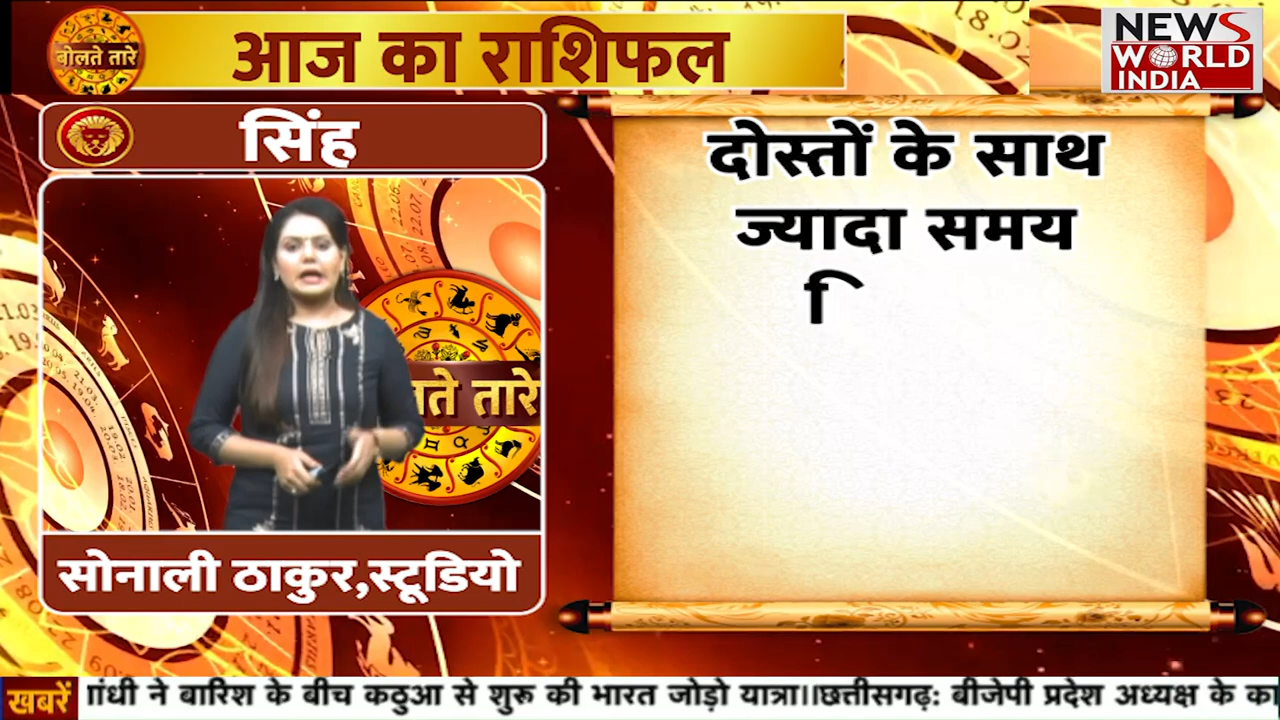 बोलते तारे
आज का राशिफल
NEWS
WORLD
INDIA
सिंह
दोस्तों के साथ
ज्यादा समय
सोनाली ठाकुर,स्टूडियो
खबरें
गांधी ने बारिश के बीच कठुआ से शुरू की भारत जोड़ो यात्रा।।छत्तीसगढ़: बीजेपी प्रदेश अध्यक्ष के